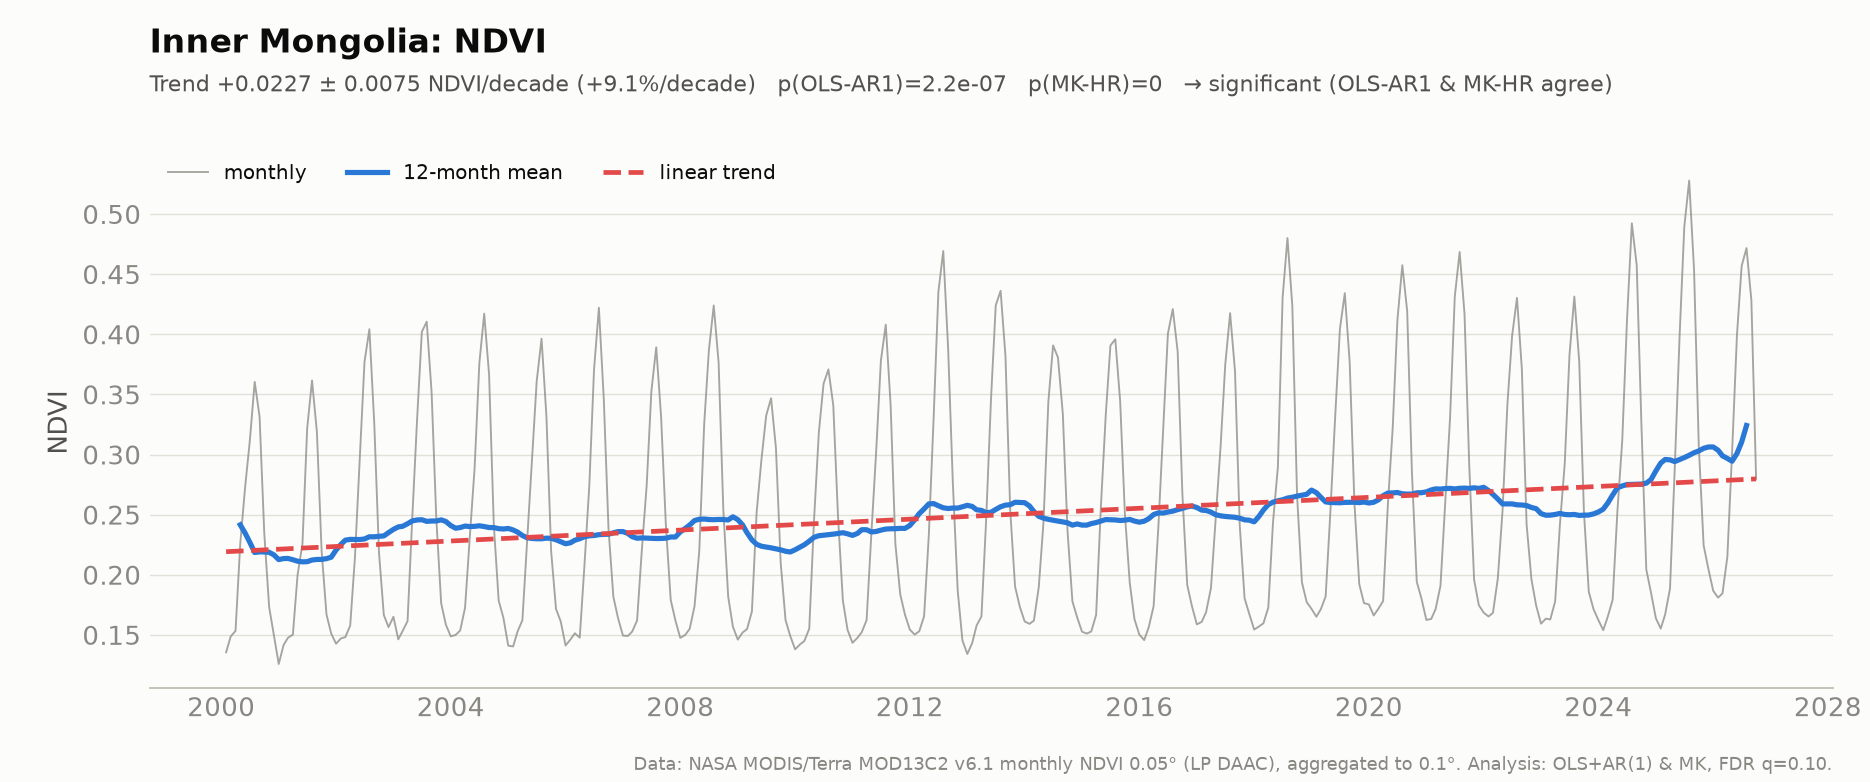 Inner Mongolia: NDVI
Trend +0.0227 ± 0.0075 NDVI/decade (+9.1%/decade)   p(OLS-AR1)=2.2e-07   p(MK-HR)=0   → significant (OLS-AR1 & MK-HR agree)
monthly   12-month mean   linear trend
NDVI
0.50
0.45
0.40
0.35
0.30
0.25
0.20
0.15
2000   2004   2008   2012   2016   2020   2024   2028
Data: NASA MODIS/Terra MOD13C2 v6.1 monthly NDVI 0.05° (LP DAAC), aggregated to 0.1°. Analysis: OLS+AR(1) & MK, FDR q=0.10.